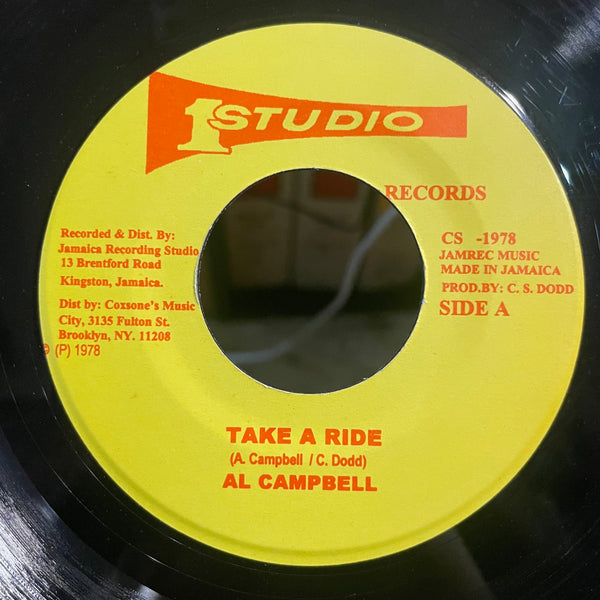 1 STUDIO
RECORDS
Recorded & Dist. By:
Jamaica Recording Studio
13 Brentford Road
Kingston, Jamaica.
Dist by: Coxsone's Music
City, 3135 Fulton St.
Brooklyn, NY. 11208
(P) 1978
CS -1978
JAMREC MUSIC
MADE IN JAMAICA
PROD.BY: C. S. DODD
SIDE A
TAKE A RIDE
(A. Campbell / C. Dodd)
AL CAMPBELL